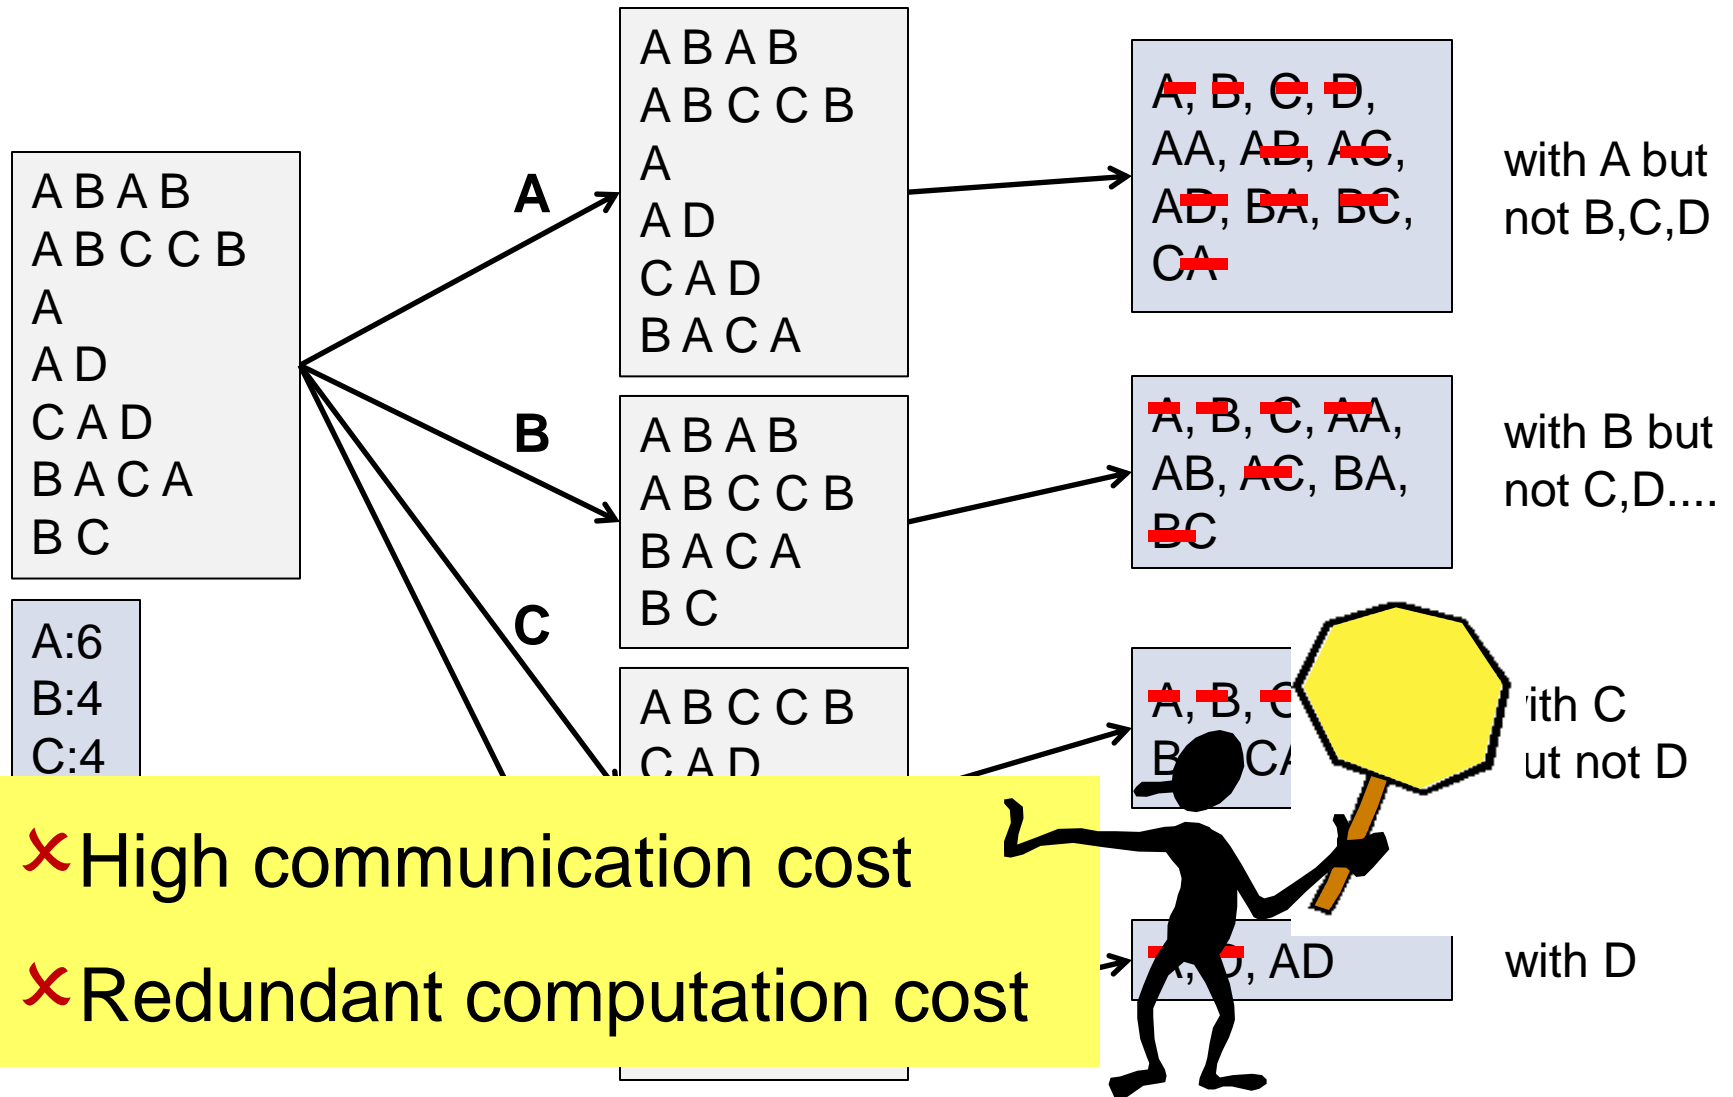 A B A B
A B C C B
A
A D
C A D
B A C A
B C
A:6
B:4
C:4
A
B
C
A B A B
A B C C B
A
A D
C A D
B A C A
A B A B
A B C C B
B A C A
B C
A B C C B
C A D
A, B, C, D,
AA, AB, AC,
AD, BA, BC,
CA
with A but
not B,C,D
A, B, C, AA,
AB, AC, BA,
BC
with B but
not C,D....
A, B, C
B CA
ith C
ut not D
A, D, AD
with D
✗High communication cost
✗Redundant computation cost